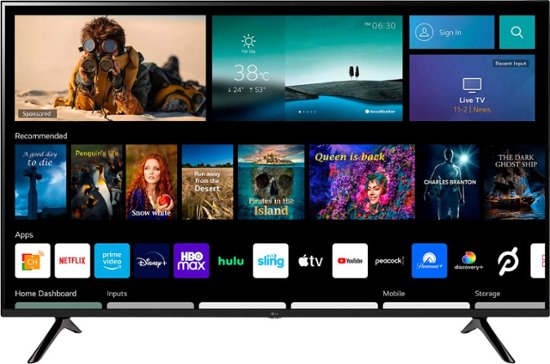 PM 06:30
Fair Day
38°C
↓24° ↑53°
AccuWeather
Sign In
Recent Input
Live TV
11-2 | News
Sponsored
Recommended
A good day
to die
Penguin's life
Snow white
Run away
from the
Desert
Pirates
in the
Island
Queen is back
CHARLES BRANTON
THE DARK
GHOST SHIP
Apps
CH
NETFLIX
prime
video
Disney+
HBO
max
hulu
sling
tv
YouTube
peacock
Paramount+
discovery+
Home Dashboard
Inputs
Mobile
Storage
LG